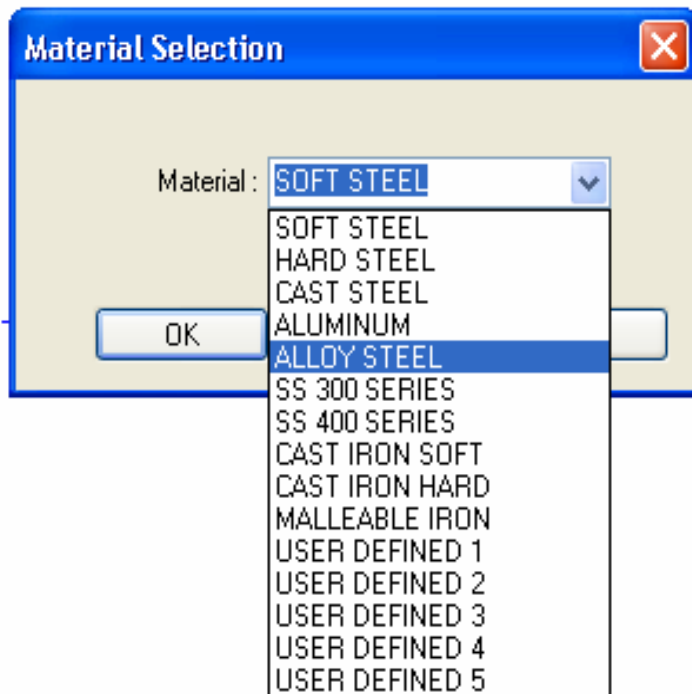 Material Selection
Material : SOFT STEEL
SOFT STEEL
HARD STEEL
CAST STEEL
ALUMINUM
OK
ALLOY STEEL
SS 300 SERIES
SS 400 SERIES
CAST IRON SOFT
CAST IRON HARD
MALLEABLE IRON
USER DEFINED 1
USER DEFINED 2
USER DEFINED 3
USER DEFINED 4
USER DEFINED 5